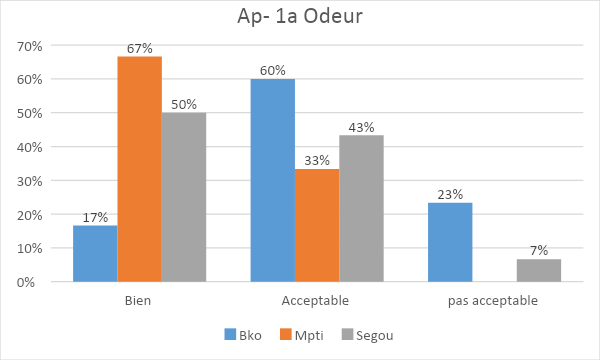 Ap- 1a Odeur
70%
60%
50%
40%
30%
20%
10%
0%
17%
67%
50%
60%
33%
43%
23%
7%
Bien
Acceptable
pas acceptable
Bko
Mpti
Segou